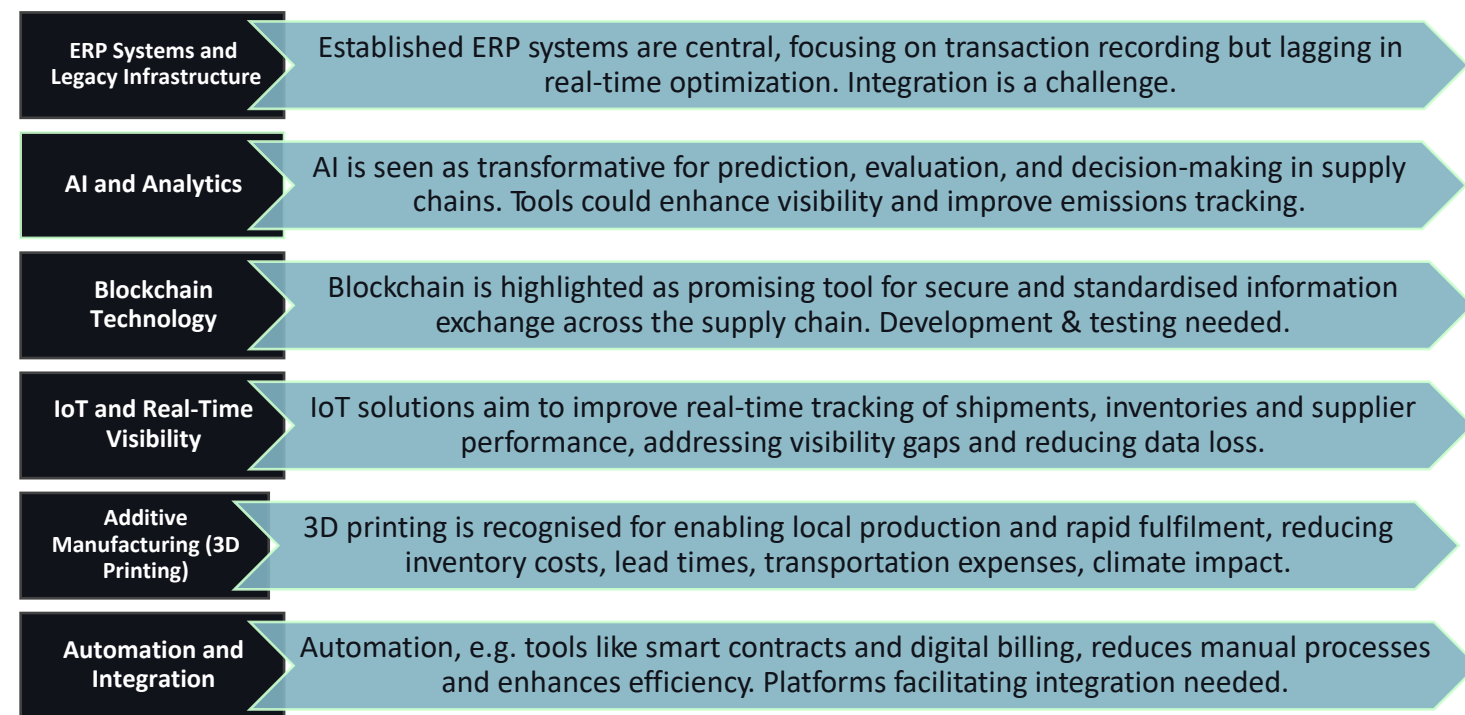 ERP Systems and
Legacy Infrastructure
Established ERP systems are central, focusing on transaction recording but lagging in
real-time optimization. Integration is a challenge.
AI and Analytics
AI is seen as transformative for prediction, evaluation, and decision-making in supply
chains. Tools could enhance visibility and improve emissions tracking.
Blockchain
Technology
Blockchain is highlighted as promising tool for secure and standardised information
exchange across the supply chain. Development & testing needed.
IoT and Real-Time
Visibility
IoT solutions aim to improve real-time tracking of shipments, inventories and supplier
performance, addressing visibility gaps and reducing data loss.
Additive
Manufacturing (3D
Printing)
3D printing is recognised for enabling local production and rapid fulfilment, reducing
inventory costs, lead times, transportation expenses, climate impact.
Automation and
Integration
Automation, e.g. tools like smart contracts and digital billing, reduces manual processes
and enhances efficiency. Platforms facilitating integration needed.